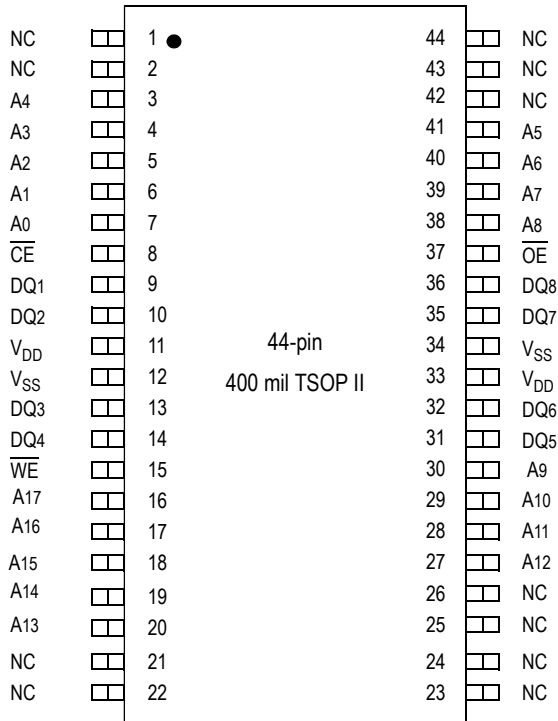 NC 1 44 NC
NC 2 43 NC
A4 3 42 NC
A3 4 41 A5
A2 5 40 A6
A1 6 39 A7
A0 7 38 A8
C̅E̅ 8 37 O̅E̅
DQ1 9 36 DQ8
DQ2 10 35 DQ7
VDD 11 44-pin 34 VSS
VSS 12 400 mil TSOP II 33 VDD
DQ3 13 32 DQ6
DQ4 14 31 DQ5
W̅E̅ 15 30 A9
A17 16 29 A10
A16 17 28 A11
A15 18 27 A12
A14 19 26 NC
A13 20 25 NC
NC 21 24 NC
NC 22 23 NC